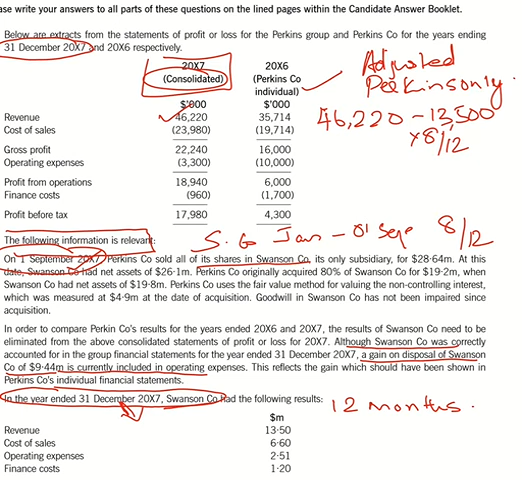 ase write your answers to all parts of these questions on the lined pages within the Candidate Answer Booklet.
Below are extracts from the statements of profit or loss for the Perkins group and Perkins Co for the years ending
31 December 20X7 and 20X6 respectively.
20X7 20X6
(Consolidated) (Perkins Co
individual)
$'000 $'000
Revenue 46,220 35,714
Cost of sales (23,980) (19,714)
Gross profit 22,240 16,000
Operating expenses (3,300) (10,000)
Profit from operations 18,940 6,000
Finance costs (960) (1,700)
Profit before tax 17,980 4,300
Adjusted
Perkins only
46,220 - 13,500
x 8/12
The following information is relevant:
S. G Jan - 01 Sep 8/12
On 1 September 20X7, Perkins Co sold all of its shares in Swanson Co, its only subsidiary, for $28·64m. At this
date, Swanson Co had net assets of $26·1m. Perkins Co originally acquired 80% of Swanson Co for $19·2m, when
Swanson Co had net assets of $19·8m. Perkins Co uses the fair value method for valuing the non-controlling interest,
which was measured at $4·9m at the date of acquisition. Goodwill in Swanson Co has not been impaired since
acquisition.
In order to compare Perkin Co's results for the years ended 20X6 and 20X7, the results of Swanson Co need to be
eliminated from the above consolidated statements of profit or loss for 20X7. Although Swanson Co was correctly
accounted for in the group financial statements for the year ended 31 December 20X7, a gain on disposal of Swanson
Co of $9·44m is currently included in operating expenses. This reflects the gain which should have been shown in
Perkins Co's individual financial statements.
In the year ended 31 December 20X7, Swanson Co had the following results:
12 months.
$m
Revenue 13·50
Cost of sales 6·60
Operating expenses 2·51
Finance costs 1·20